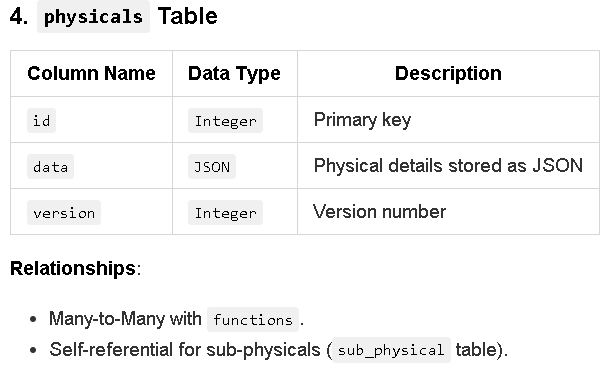 4. physicals Table
Column Name Data Type Description
id Integer Primary key
data JSON Physical details stored as JSON
version Integer Version number
Relationships:
• Many-to-Many with functions.
• Self-referential for sub-physicals ( sub_physical table).